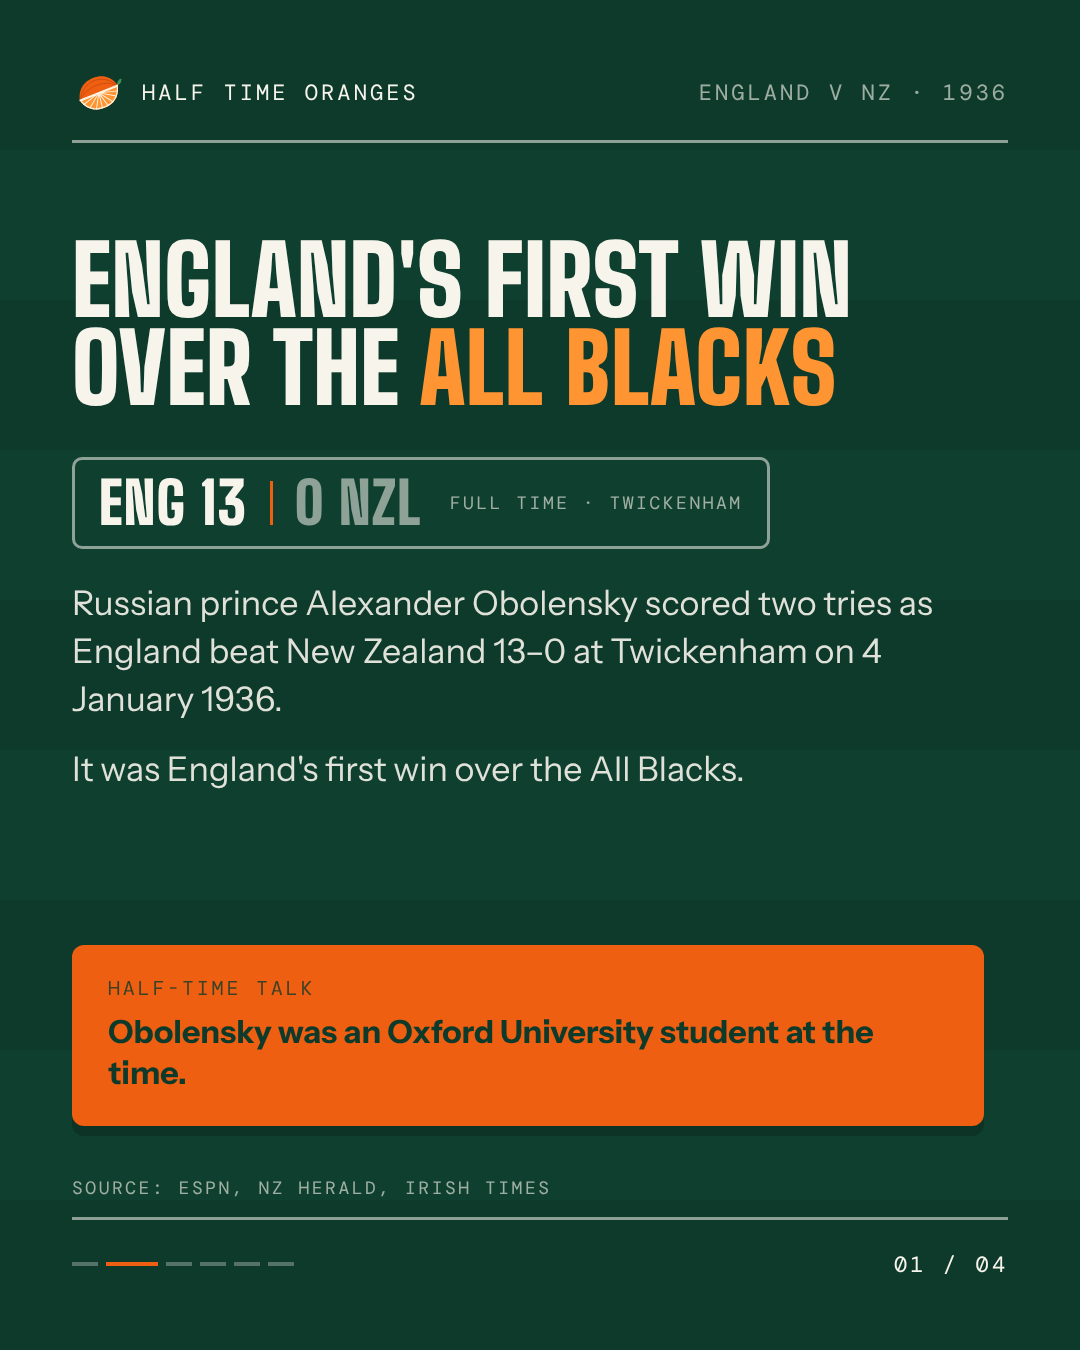 HALF TIME ORANGES
ENGLAND V NZ · 1936
ENGLAND'S FIRST WIN
OVER THE ALL BLACKS
ENG 13 | 0 NZL FULL TIME · TWICKENHAM
Russian prince Alexander Obolensky scored two tries as
England beat New Zealand 13–0 at Twickenham on 4
January 1936.
It was England's first win over the All Blacks.
HALF-TIME TALK
Obolensky was an Oxford University student at the
time.
SOURCE: ESPN, NZ HERALD, IRISH TIMES
01 / 04